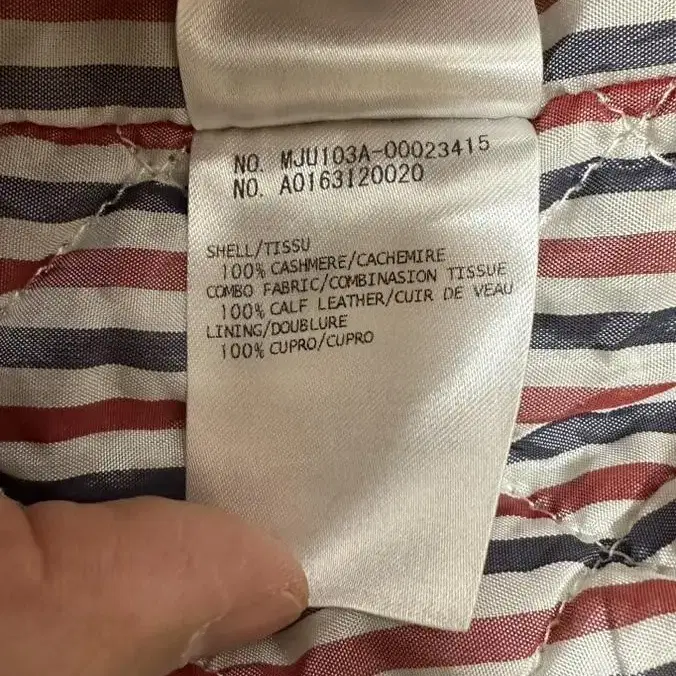 NO. MJU103A-00023415
NO. A0163120020
SHELL/TISSU
100% CASHMERE/CACHEMIRE
COMBO FABRIC/COMBINASION TISSUE
100% CALF LEATHER/CUIR DE VEAU
LINING/DOUBLURE
100% CUPRO/CUPRO